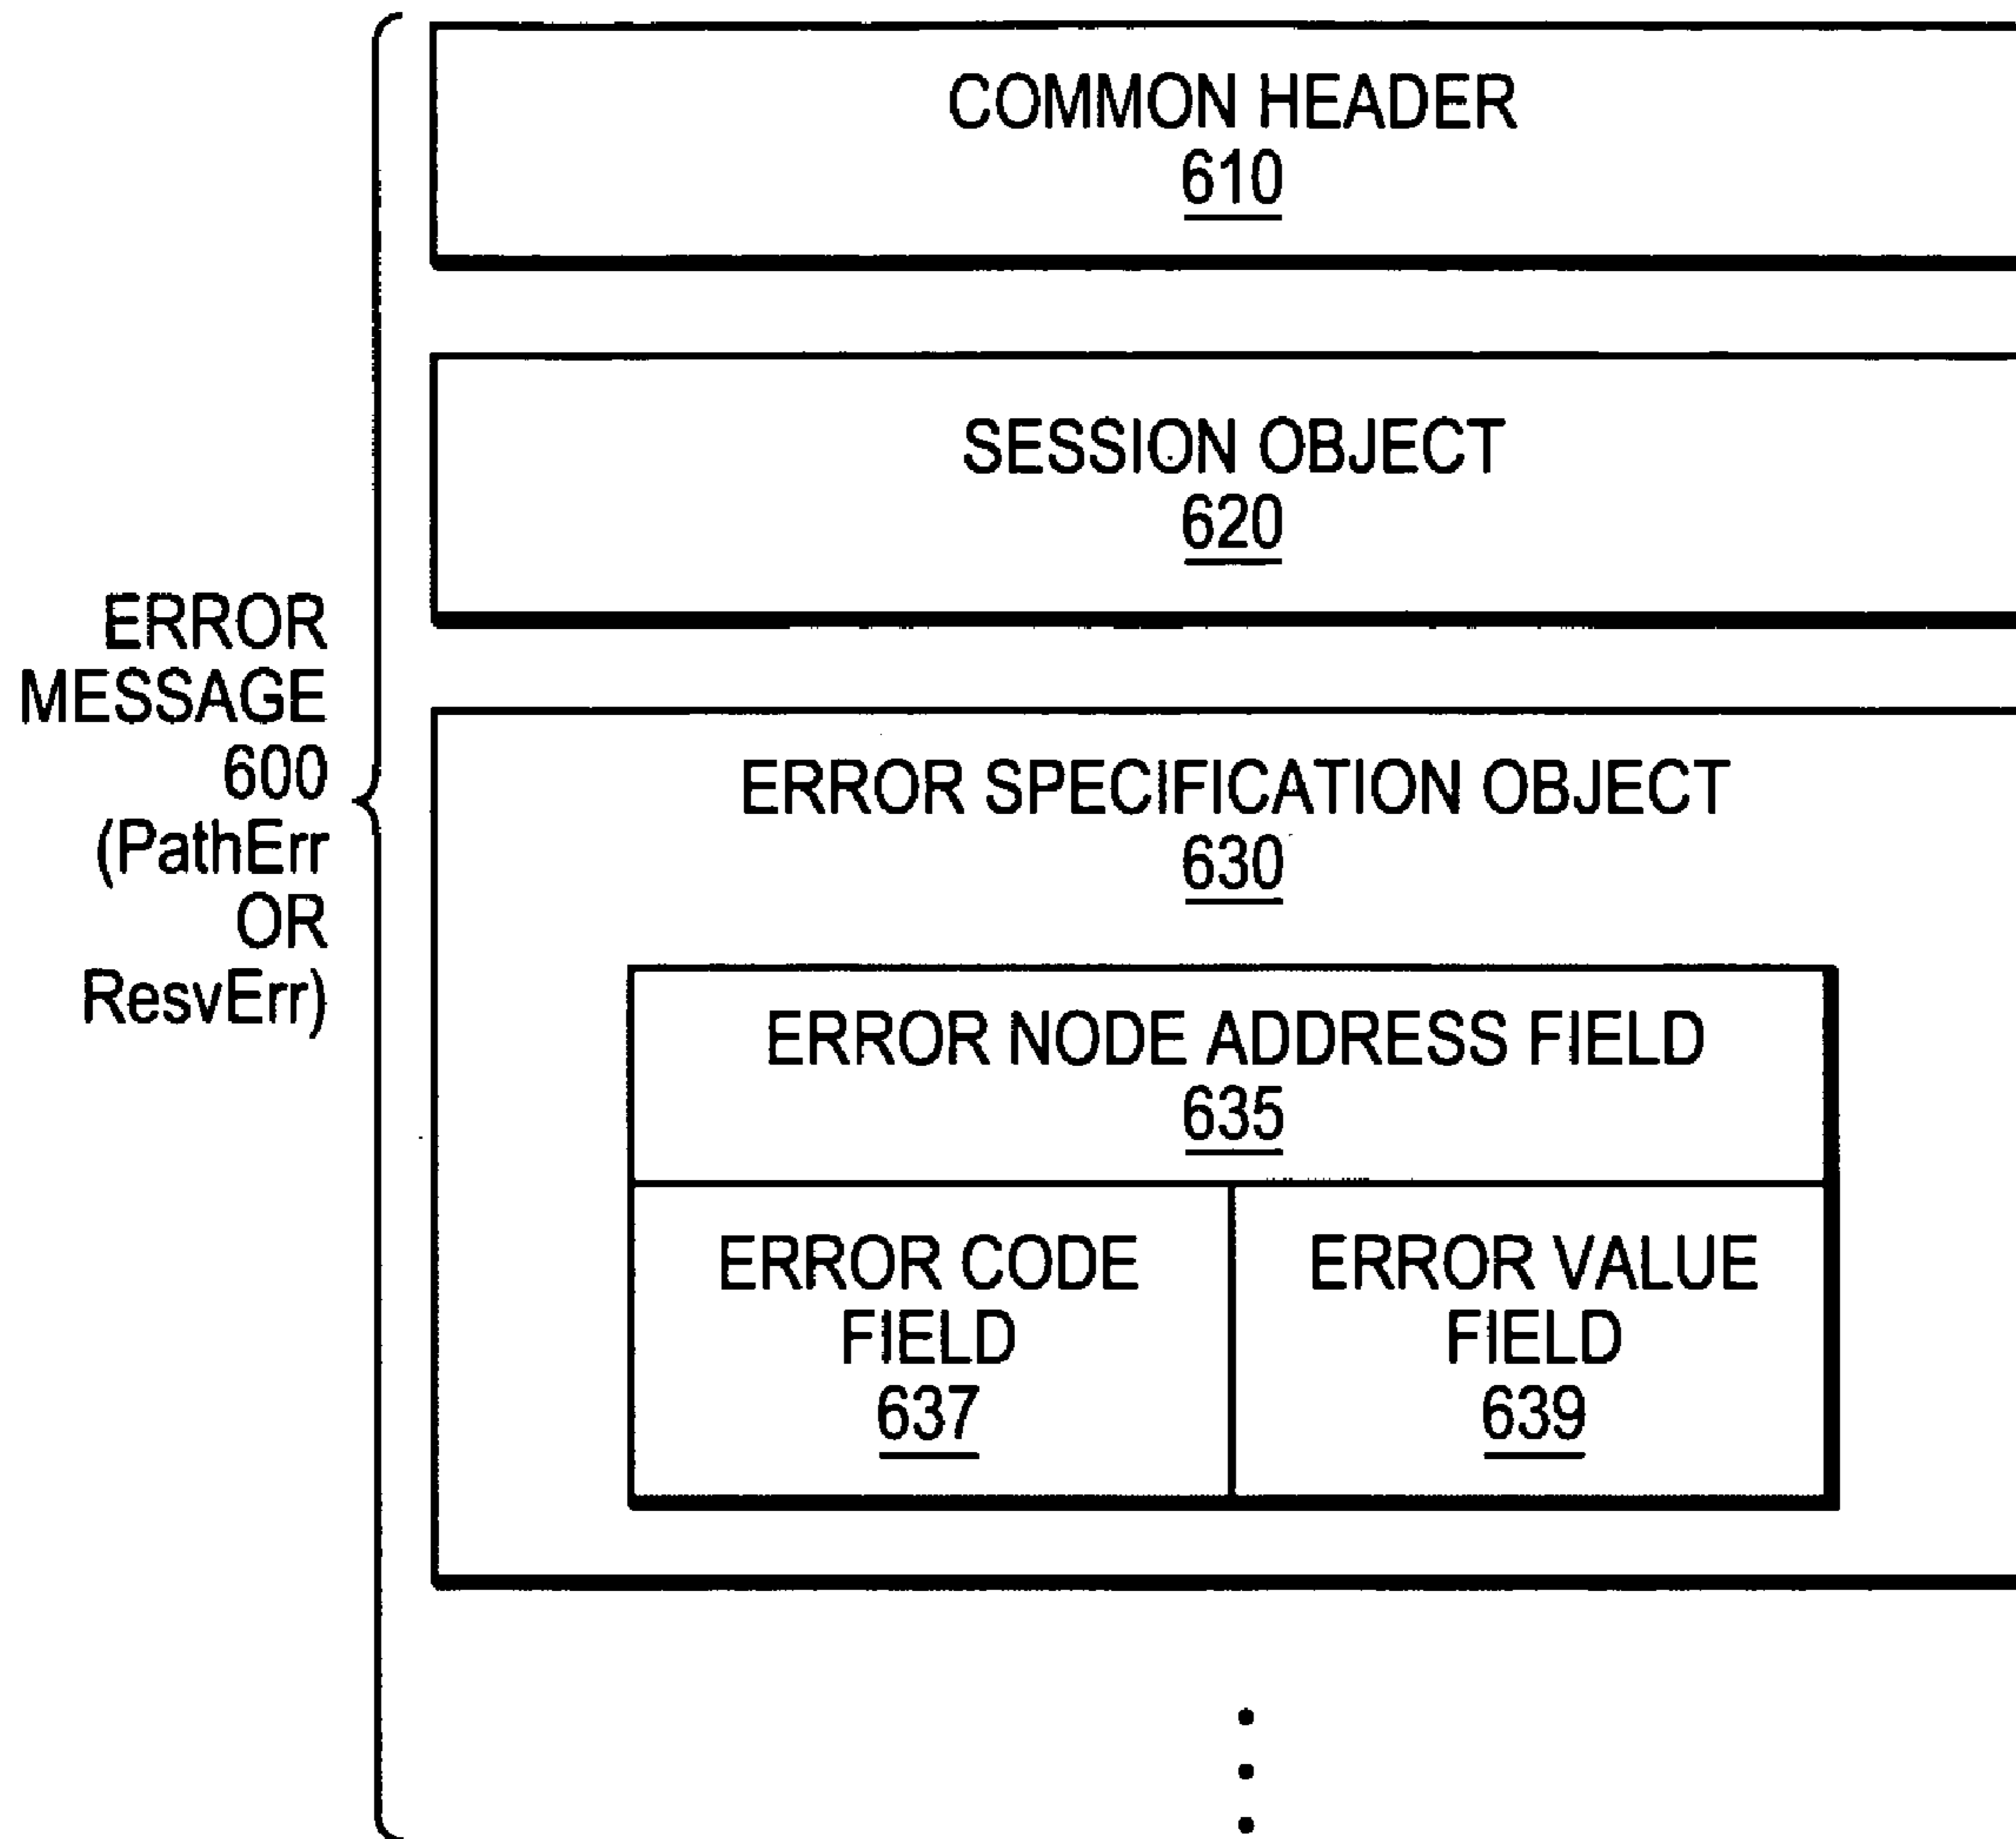 COMMON HEADER
610
SESSION OBJECT
620
ERROR
MESSAGE
600
(PathErr
OR
ResvErr)
ERROR SPECIFICATION OBJECT
630
ERROR NODE ADDRESS FIELD
635
ERROR CODE
FIELD
637
ERROR VALUE
FIELD
639